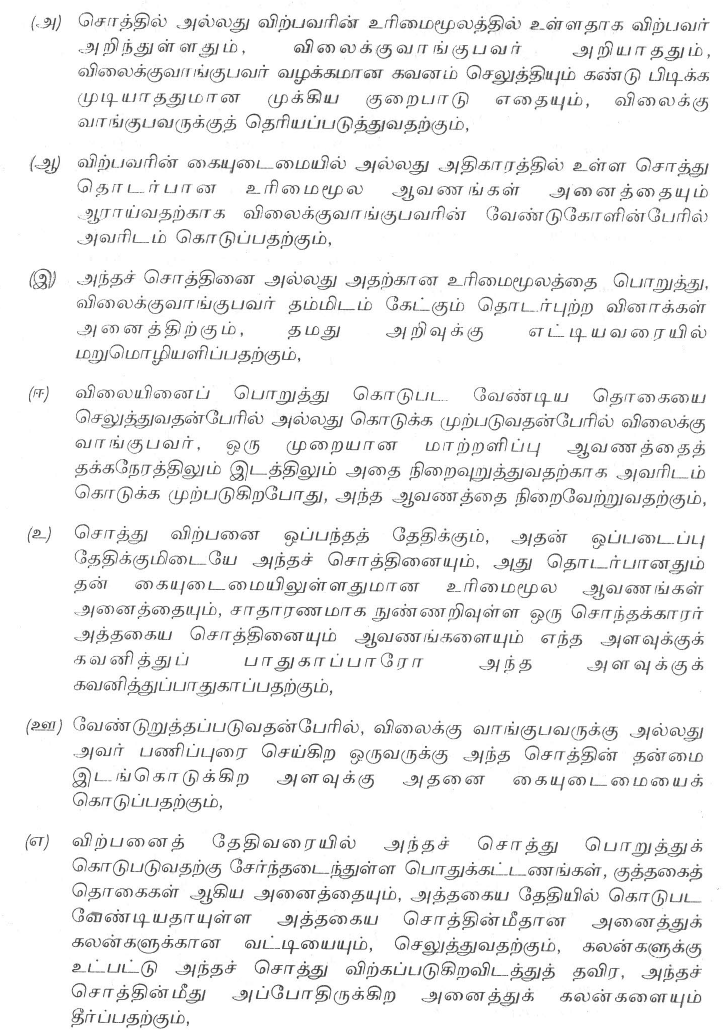 (அ) சொத்தில் அல்லது விற்பவரின் உரிமைமூலத்தில் உள்ளதாக விற்பவர்
அறிந்துள்ளதும், விலைக்குவாங்குபவர் அறியாததும்,
விலைக்குவாங்குபவர் வழக்கமான கவனம் செலுத்தியும் கண்டு பிடிக்க
முடியாததுமான முக்கிய குறைபாடு எதையும், விலைக்கு
வாங்குபவருக்குத் தெரியப்படுத்துவதற்கும்,
(ஆ) விற்பவரின் கையுடைமையில் அல்லது அதிகாரத்தில் உள்ள சொத்து
தொடர்பான உரிமைமூல ஆவணங்கள் அனைத்தையும்
ஆராய்வதற்காக விலைக்குவாங்குபவரின் வேண்டுகோளின்பேரில்
அவரிடம் கொடுப்பதற்கும்,
(இ) அந்தச் சொத்தினை அல்லது அதற்கான உரிமைமூலத்தை பொறுத்து,
விலைக்குவாங்குபவர் தம்மிடம் கேட்கும் தொடர்புற்ற வினாக்கள்
அனைத்திற்கும், தமது அறிவுக்கு எட்டியவரையில்
மறுமொழியளிப்பதற்கும்,
(ஈ) விலையினைப் பொறுத்து கொடுபட வேண்டிய தொகையை
செலுத்துவதன்பேரில் அல்லது கொடுக்க முற்படுவதன்பேரில் விலைக்கு
வாங்குபவர், ஒரு முறையான மாற்றளிப்பு ஆவணத்தைத்
தக்கநேரத்திலும் இடத்திலும் அதை நிறைவுறுத்துவதற்காக அவரிடம்
கொடுக்க முற்படுகிறபோது, அந்த ஆவணத்தை நிறைவேற்றுவதற்கும்,
(உ) சொத்து விற்பனை ஒப்பந்தத் தேதிக்கும், அதன் ஒப்படைப்பு
தேதிக்குமிடையே அந்தச் சொத்தினையும், அது தொடர்பானதும்
தன் கையுடைமையிலுள்ளதுமான உரிமைமூல ஆவணங்கள்
அனைத்தையும், சாதாரணமாக நுண்ணறிவுள்ள ஒரு சொந்தக்காரர்
அத்தகைய சொத்தினையும் ஆவணங்களையும் எந்த அளவுக்குக்
கவனித்துப் பாதுகாப்பாரோ அந்த அளவுக்குக்
கவனித்துப்பாதுகாப்பதற்கும்,
(ஊ) வேண்டுறுத்தப்படுவதன்பேரில், விலைக்கு வாங்குபவருக்கு அல்லது
அவர் பணிப்புரை செய்கிற ஒருவருக்கு அந்த சொத்தின் தன்மை
இடங்கொடுக்கிற அளவுக்கு அதனை கையுடைமையைக்
கொடுப்பதற்கும்,
(எ) விற்பனைத் தேதிவரையில் அந்தச் சொத்து பொறுத்துக்
கொடுபடுவதற்கு சேர்ந்தடைந்துள்ள பொதுக்கட்டணங்கள், குத்தகைத்
தொகைகள் ஆகிய அனைத்தையும், அத்தகைய தேதியில் கொடுபட
வேண்டியதாயுள்ள அத்தகைய சொத்தின்மீதான அனைத்துக்
கலன்களுக்கான வட்டியையும், செலுத்துவதற்கும், கலன்களுக்கு
உட்பட்டு அந்தச் சொத்து விற்கப்படுகிறவிடத்துத் தவிர, அந்தச்
சொத்தின்மீது அப்போதிருக்கிற அனைத்துக் கலன்களையும்
தீர்ப்பதற்கும்,